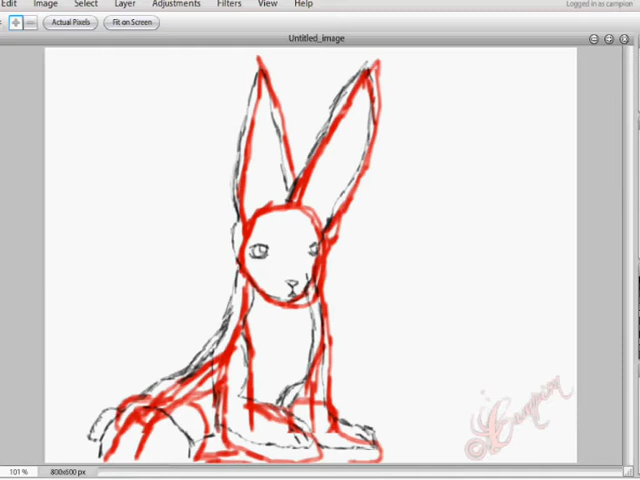 Edit Image Select Layer Adjustments Filters View Help
Logged in as campion
Actual Pixels Fit on Screen
Untitled_image
© Campion
101% 800x600 px